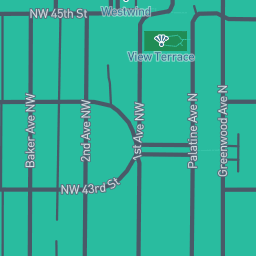 Westwind
NW 45th St
View Terrace
Baker Ave NW
2nd Ave NW
1st Ave NW
Palatine Ave N
Greenwood Ave N
NW 43rd St